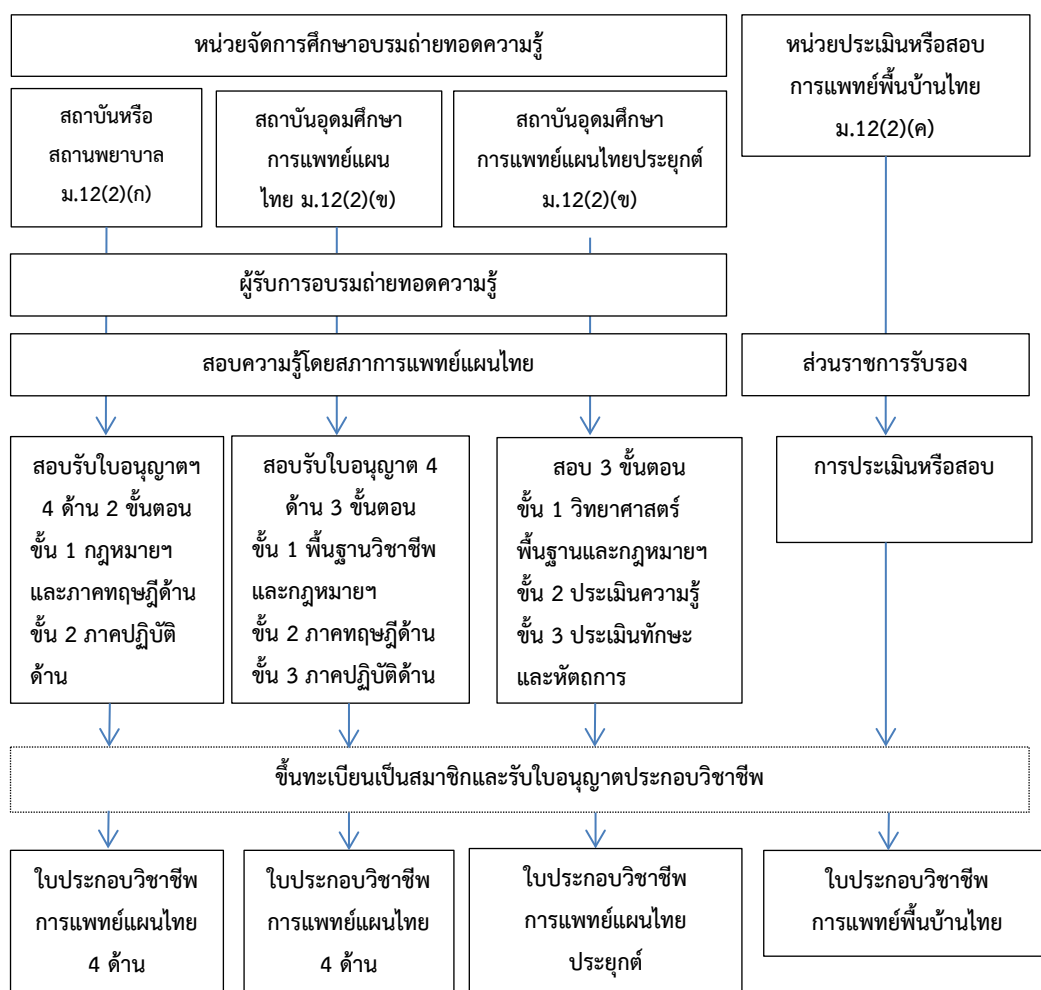 หน่วยจัดการศึกษาอบรมถ่ายทอดความรู้
หน่วยประเมินหรือสอบ
การแพทย์พื้นบ้านไทย
ม.12(2)(ค)
สถาบันหรือ
สถานพยาบาล
ม.12(2)(ก)
สถาบันอุดมศึกษา
การแพทย์แผน
ไทย ม.12(2)(ข)
สถาบันอุดมศึกษา
การแพทย์แผนไทยประยุกต์
ม.12(2)(ข)
ผู้รับการอบรมถ่ายทอดความรู้
สอบความรู้โดยสภาการแพทย์แผนไทย
ส่วนราชการรับรอง
สอบรับใบอนุญาตฯ
4 ด้าน 2 ขั้นตอน
ขั้น 1 กฎหมายฯ
และภาคทฤษฎีด้าน
ขั้น 2 ภาคปฏิบัติ
ด้าน
สอบรับใบอนุญาต 4
ด้าน 3 ขั้นตอน
ขั้น 1 พื้นฐานวิชาชีพ
และกฎหมายฯ
ขั้น 2 ภาคทฤษฎีด้าน
ขั้น 3 ภาคปฏิบัติด้าน
สอบ 3 ขั้นตอน
ขั้น 1 วิทยาศาสตร์
พื้นฐานและกฎหมายฯ
ขั้น 2 ประเมินความรู้
ขั้น 3 ประเมินทักษะ
และหัตถการ
การประเมินหรือสอบ
ขึ้นทะเบียนเป็นสมาชิกและรับใบอนุญาตประกอบวิชาชีพ
ใบประกอบวิชาชีพ
การแพทย์แผนไทย
4 ด้าน
ใบประกอบวิชาชีพ
การแพทย์แผนไทย
4 ด้าน
ใบประกอบวิชาชีพ
การแพทย์แผนไทย
ประยุกต์
ใบประกอบวิชาชีพ
การแพทย์พื้นบ้านไทย